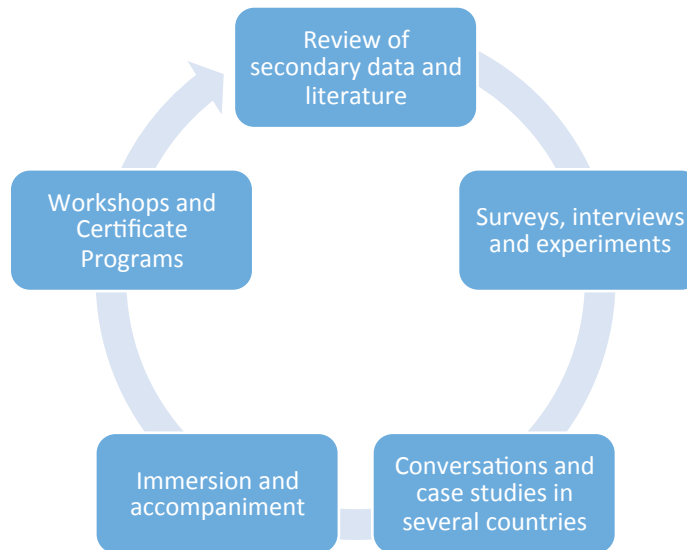 Review of
secondary data and
literature
Surveys, interviews
and experiments
Conversations and
case studies in
several countries
Immersion and
accompaniment
Workshops and
Certificate
Programs